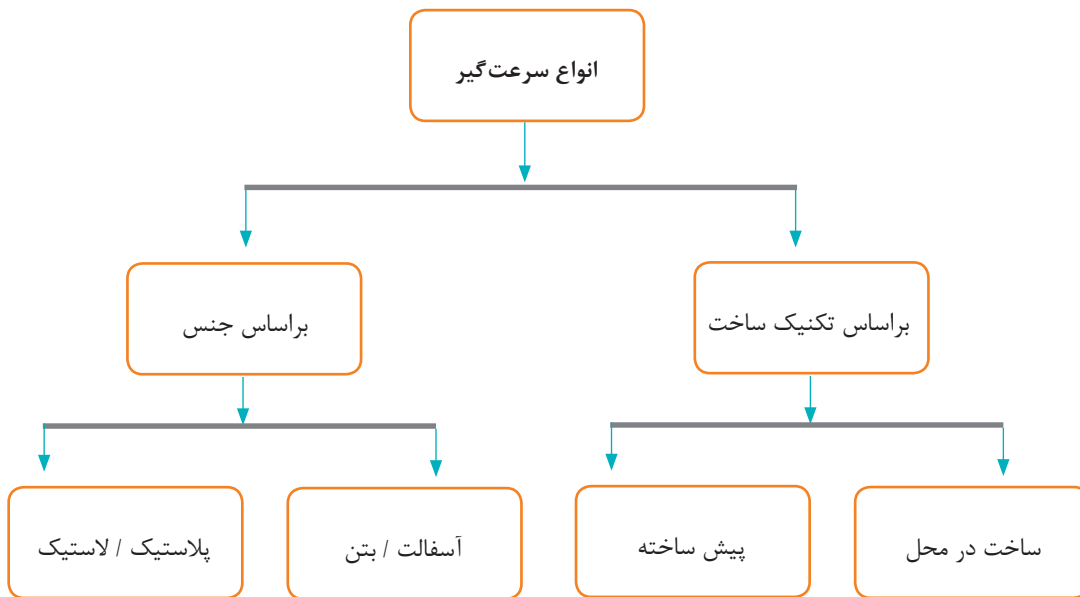 انواع سرعت‌گیر
براساس تکنیک ساخت
براساس جنس
ساخت در محل
پیش ساخته
آسفالت / بتن
پلاستیک / لاستیک